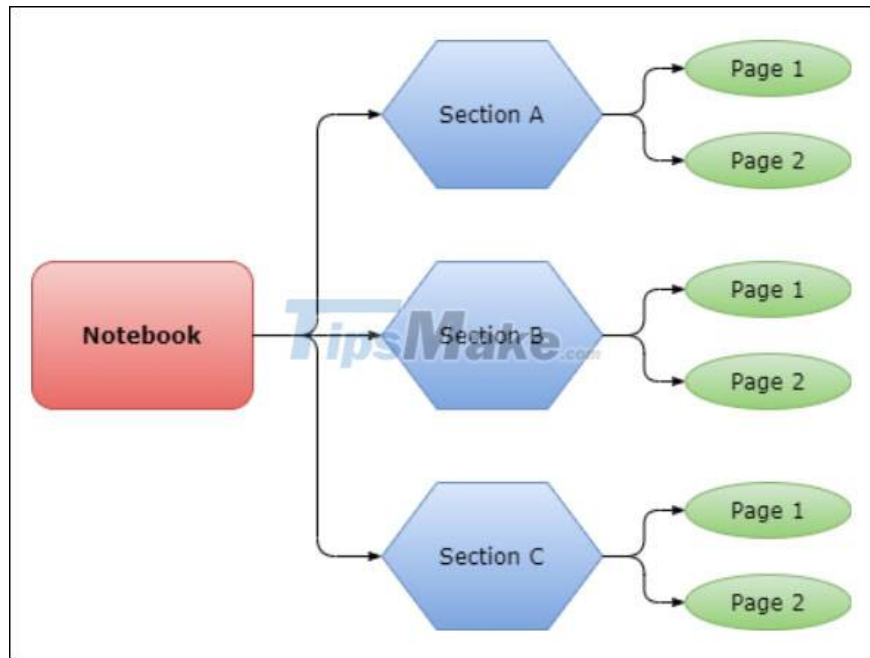 Page 1
Section A
Page 2
Page 1
Notebook
TipsMake.com
Section B
Page 2
Page 1
Section C
Page 2